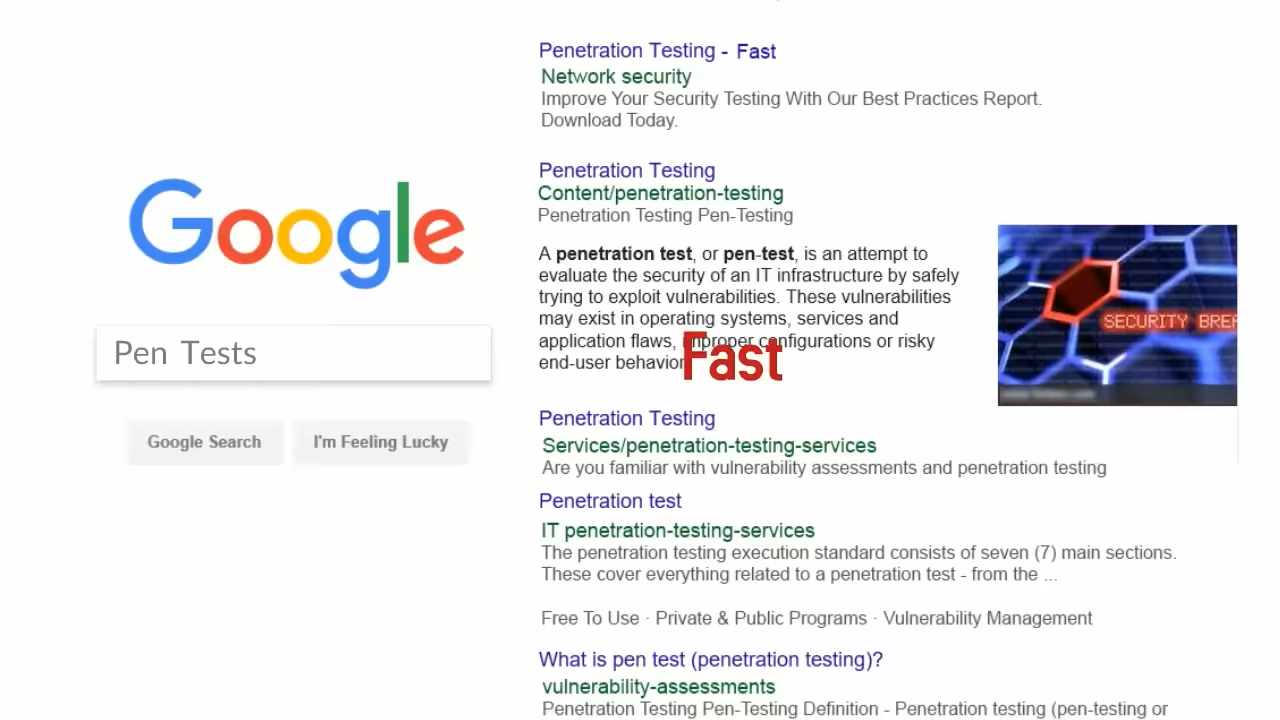 Google
Pen Tests
Google Search
I'm Feeling Lucky
Penetration Testing - Fast
Network security
Improve Your Security Testing With Our Best Practices Report.
Download Today.
Penetration Testing
Content/penetration-testing
Penetration Testing Pen-Testing
A penetration test, or pen-test, is an attempt to
evaluate the security of an IT infrastructure by safely
trying to exploit vulnerabilities. These vulnerabilities
may exist in operating systems, services and
application flaws, improper configurations or risky
end-user behavior
Fast
SECURITY BREA
Penetration Testing
Services/penetration-testing-services
Are you familiar with vulnerability assessments and penetration testing
Penetration test
IT penetration-testing-services
The penetration testing execution standard consists of seven (7) main sections.
These cover everything related to a penetration test - from the ...
Free To Use · Private & Public Programs · Vulnerability Management
What is pen test (penetration testing)?
vulnerability-assessments
Penetration Testing Pen-Testing Definition - Penetration testing (pen-testing or